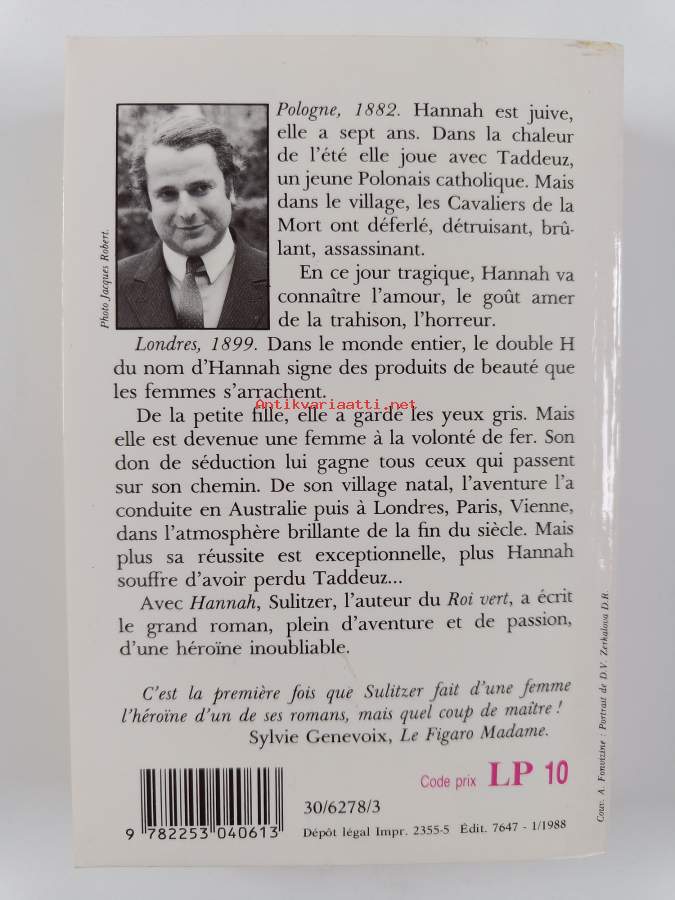 Pologne, 1882. Hannah est juive,
elle a sept ans. Dans la chaleur
de l'été elle joue avec Taddeuz,
un jeune Polonais catholique. Mais
dans le village, les Cavaliers de la
Mort ont déferlé, détruisant, brû-
lant, assassinant.
En ce jour tragique, Hannah va
connaître l'amour, le goût amer
de la trahison, l'horreur.
Photo Jacques Robert.
Londres, 1899. Dans le monde entier, le double H
du nom d'Hannah signe des produits de beauté que
les femmes s'arrachent.
Antikvariaatti.net
De la petite fille, elle a gardé les yeux gris. Mais
elle est devenue une femme à la volonté de fer. Son
don de séduction lui gagne tous ceux qui passent
sur son chemin. De son village natal, l'aventure l'a
conduite en Australie puis à Londres, Paris, Vienne,
dans l'atmosphère brillante de la fin du siècle. Mais
plus sa réussite est exceptionnelle, plus Hannah
souffre d'avoir perdu Taddeuz...
Avec Hannah, Sulitzer, l'auteur du Roi vert, a écrit
le grand roman, plein d'aventure et de passion,
d'une héroïne inoubliable.
C'est la première fois que Sulitzer fait d'une femme
l'héroïne d'un de ses romans, mais quel coup de maître !
Sylvie Genevoix, Le Figaro Madame.
Couv. A. Fonvizine : Portrait de D.V. Zerkalova D.R.
Code prix LP 10
30/6278/3
9 782253 040613
Dépôt légal Impr. 2355-5 Édit. 7647 - 1/1988